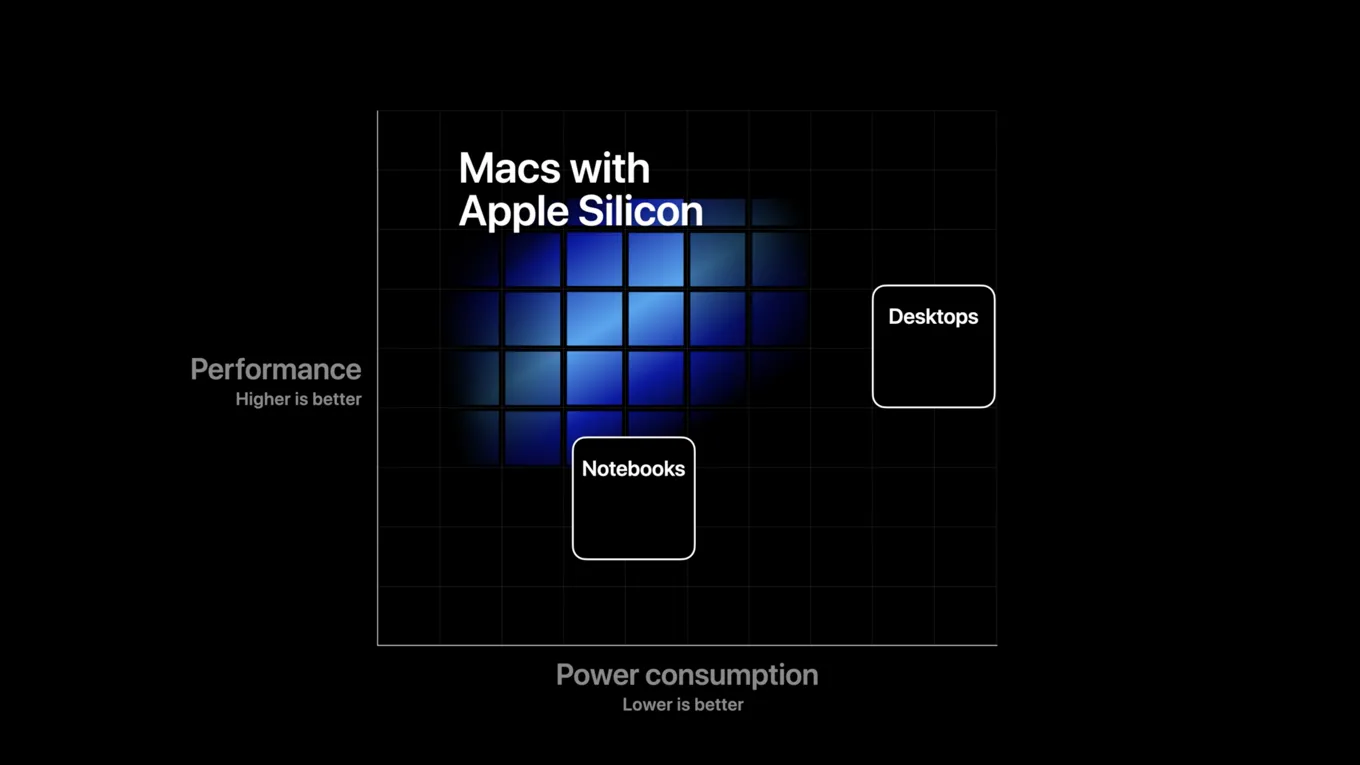 Macs with
Apple Silicon
Desktops
Performance
Higher is better
Notebooks
Power consumption
Lower is better